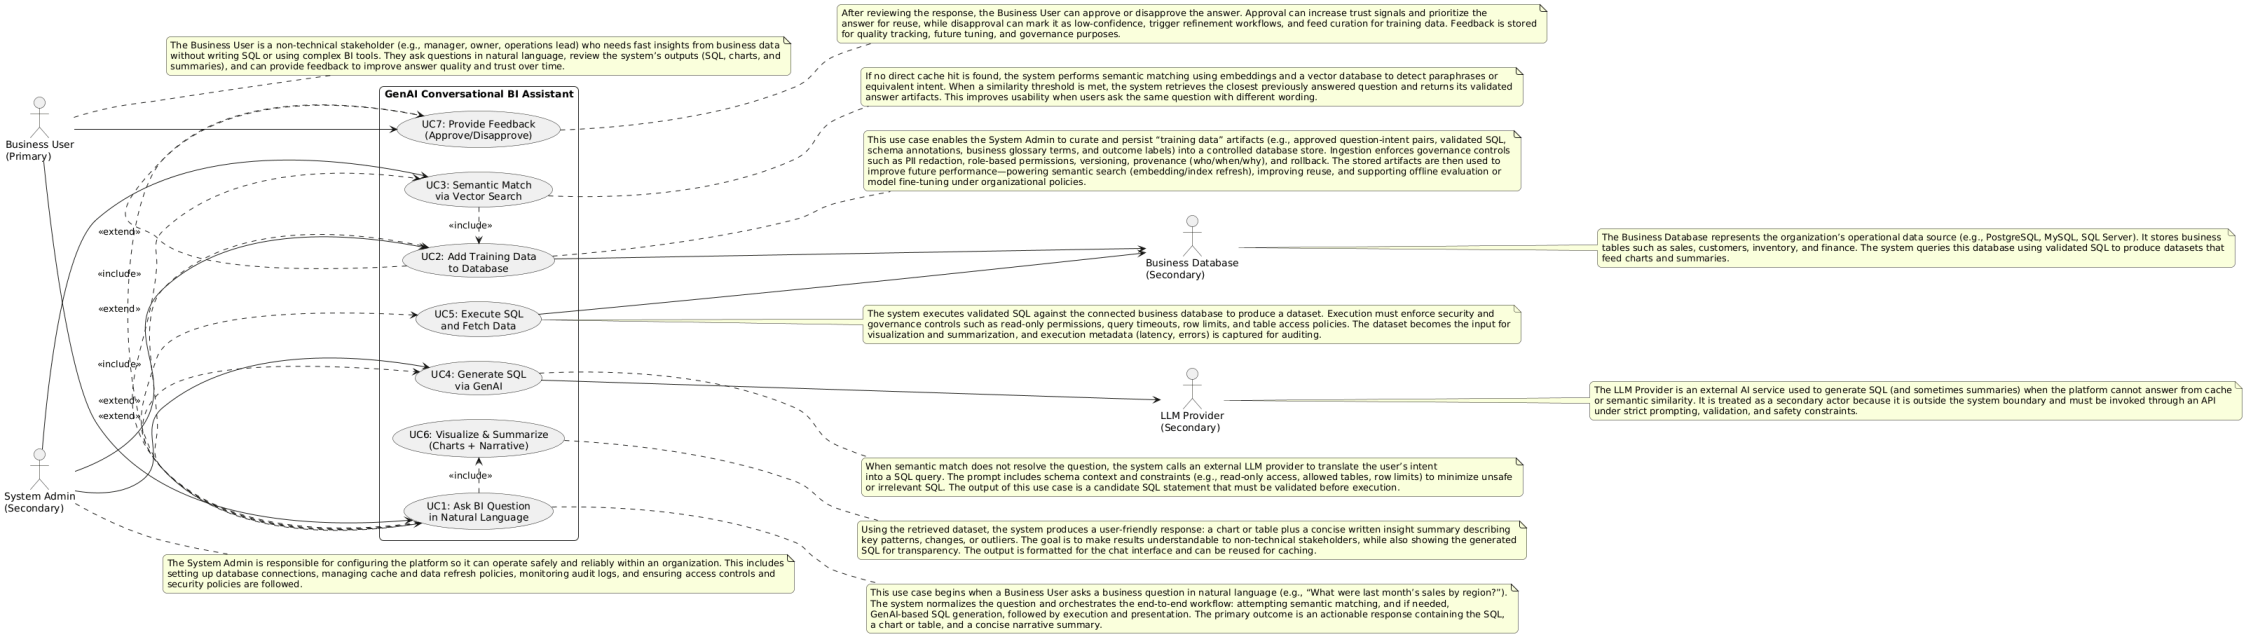 After reviewing the response, the Business User can approve or disapprove the answer. Approval can increase trust signals and prioritize the
answer for reuse, while disapproval can mark it as low-confidence, trigger refinement workflows, and feed curation for training data. Feedback is stored
for quality tracking, future tuning, and governance purposes.
The Business User is a non-technical stakeholder (e.g., manager, owner, operations lead) who needs fast insights from business data
without writing SQL or using complex BI tools. They ask questions in natural language, review the system's outputs (SQL, charts, and
summaries), and can provide feedback to improve answer quality and trust over time.
If no direct cache hit is found, the system performs semantic matching using embeddings and a vector database to detect paraphrases or
equivalent intent. When a similarity threshold is met, the system retrieves the closest previously answered question and returns its validated
answer artifacts. This improves usability when users ask the same question with different wording.
GenAI Conversational BI Assistant
Business User
(Primary)
UC7: Provide Feedback
(Approve/Disapprove)
This use case enables the System Admin to curate and persist “training data” artifacts (e.g., approved question-intent pairs, validated SQL,
schema annotations, business glossary terms, and outcome labels) into a controlled database store. Ingestion enforces governance controls
such as PII redaction, role-based permissions, versioning, provenance (who/when/why), and rollback. The stored artifacts are then used to
improve future performance—powering semantic search (embedding/index refresh), improving reuse, and supporting offline evaluation or
model fine-tuning under organizational policies.
UC3: Semantic Match
via Vector Search
«include»
«extend»
UC2: Add Training Data
to Database
Business Database
(Secondary)
The Business Database represents the organization's operational data source (e.g., PostgreSQL, MySQL, SQL Server). It stores business
tables such as sales, customers, inventory, and finance. The system queries this database using validated SQL to produce datasets that
feed charts and summaries.
«include»
«extend»
UC5: Execute SQL
and Fetch Data
The system executes validated SQL against the connected business database to produce a dataset. Execution must enforce security and
governance controls such as read-only permissions, query timeouts, row limits, and table access policies. The dataset becomes the input for
visualization and summarization, and execution metadata (latency, errors) is captured for auditing.
«include»
UC4: Generate SQL
via GenAI
LLM Provider
(Secondary)
The LLM Provider is an external AI service used to generate SQL (and sometimes summaries) when the platform cannot answer from cache
or semantic similarity. It is treated as a secondary actor because it is outside the system boundary and must be invoked through an API
under strict prompting, validation, and safety constraints.
«extend»
«extend»
UC6: Visualize & Summarize
(Charts + Narrative)
«include»
When semantic match does not resolve the question, the system calls an external LLM provider to translate the user's intent
into a SQL query. The prompt includes schema context and constraints (e.g., read-only access, allowed tables, row limits) to minimize unsafe
or irrelevant SQL. The output of this use case is a candidate SQL statement that must be validated before execution.
System Admin
(Secondary)
UC1: Ask BI Question
in Natural Language
Using the retrieved dataset, the system produces a user-friendly response: a chart or table plus a concise written insight summary describing
key patterns, changes, or outliers. The goal is to make results understandable to non-technical stakeholders, while also showing the generated
SQL for transparency. The output is formatted for the chat interface and can be reused for caching.
The System Admin is responsible for configuring the platform so it can operate safely and reliably within an organization. This includes
setting up database connections, managing cache and data refresh policies, monitoring audit logs, and ensuring access controls and
security policies are followed.
This use case begins when a Business User asks a business question in natural language (e.g., “What were last month's sales by region?”).
The system normalizes the question and orchestrates the end-to-end workflow: attempting semantic matching, and if needed,
GenAI-based SQL generation, followed by execution and presentation. The primary outcome is an actionable response containing the SQL,
a chart or table, and a concise narrative summary.